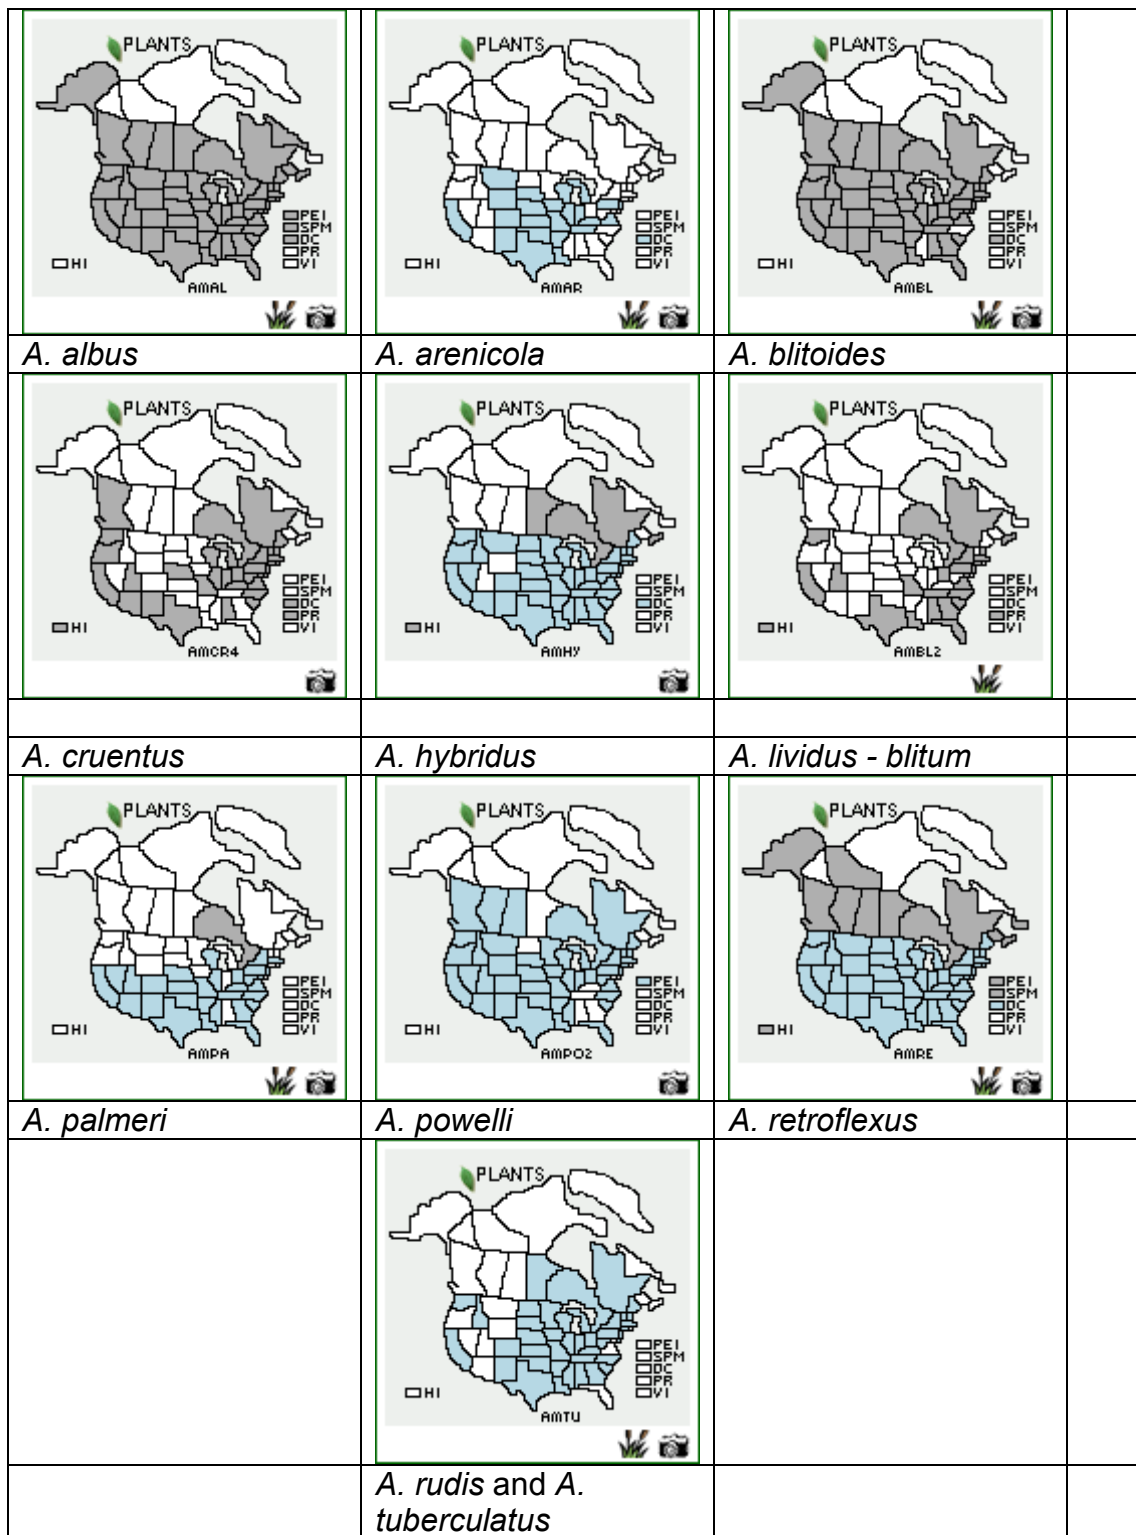 PLANTS
PEI
SPM
DC
PR
VI
HI
AMAL
PLANTS
PEI
SPM
DC
PR
VI
HI
AMAR
PLANTS
PEI
SPM
DC
PR
VI
HI
AMBL
A. albus
A. arenicola
A. blitoides
PLANTS
PEI
SPM
DC
PR
VI
HI
AMCR4
PLANTS
PEI
SPM
DC
PR
VI
HI
AMHY
PLANTS
PEI
SPM
DC
PR
VI
HI
AMBL2
A. cruentus
A. hybridus
A. lividus - blitum
PLANTS
PEI
SPM
DC
PR
VI
HI
AMPA
PLANTS
PEI
SPM
DC
PR
VI
HI
AMPO2
PLANTS
PEI
SPM
DC
PR
VI
HI
AMRE
A. palmeri
A. powelli
A. retroflexus
PLANTS
PEI
SPM
DC
PR
VI
HI
AMTU
A. rudis and A.
tuberculatus